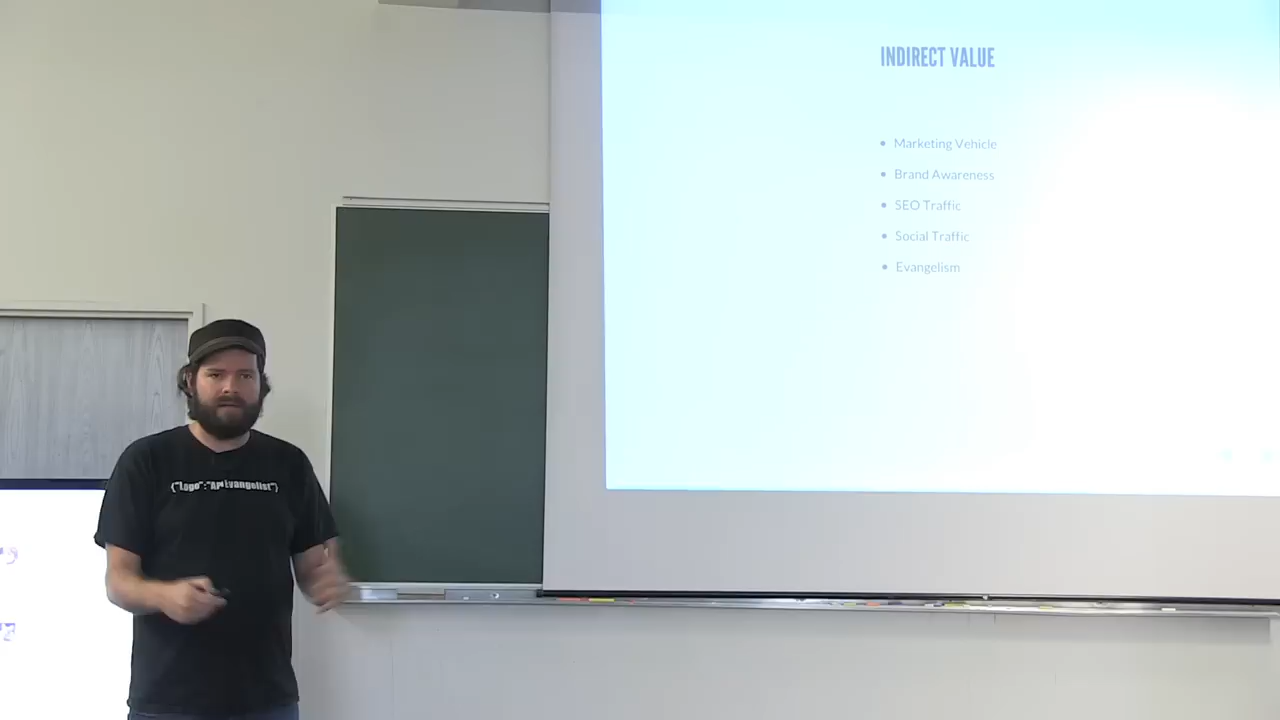 INDIRECT VALUE
• Marketing Vehicle
• Brand Awareness
• SEO Traffic
• Social Traffic
• Evangelism
{"Logo":"API Evangelist"}